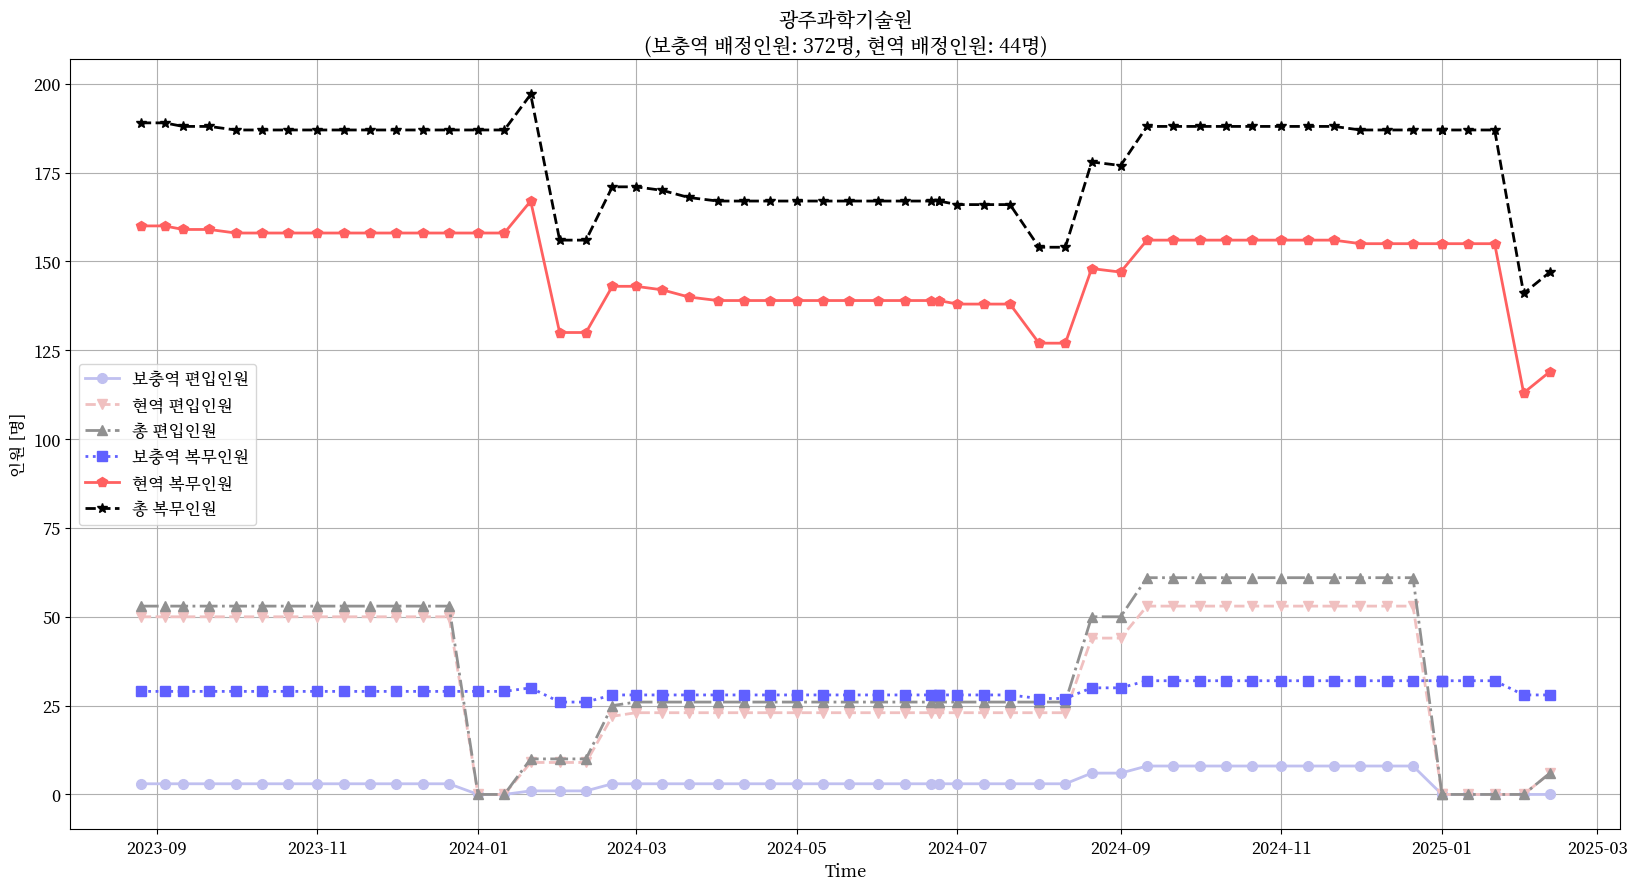 광주과학기술원
(보충역 배정인원: 372명, 현역 배정인원: 44명)
200
175
150
125
100
75
50
25
0
인원 [명]
보충역 편입인원
현역 편입인원
총 편입인원
보충역 복무인원
현역 복무인원
총 복무인원
2023-09
2023-11
2024-01
2024-03
2024-05
2024-07
2024-09
2024-11
2025-01
2025-03
Time